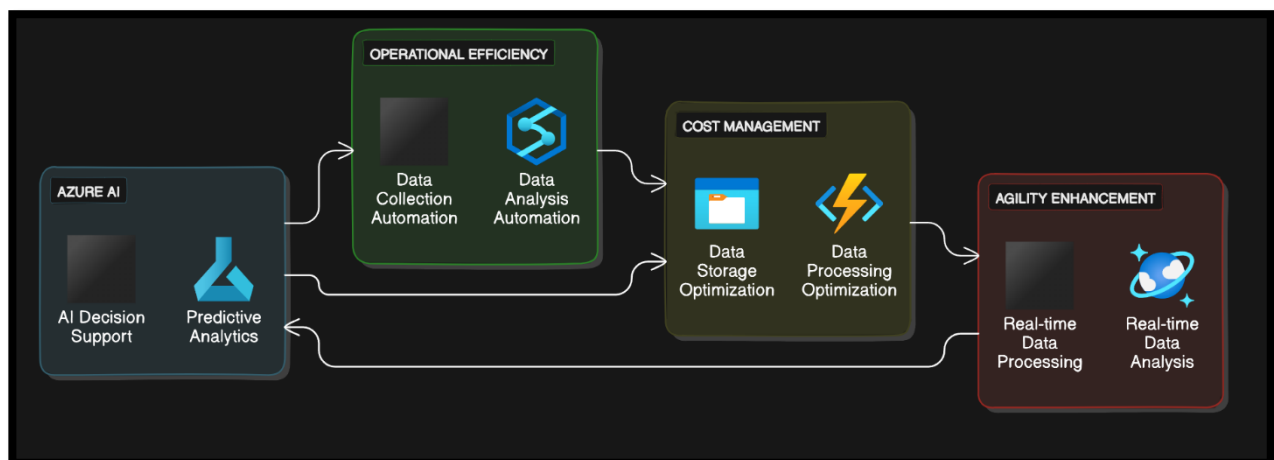 OPERATIONAL EFFICIENCY
Data
Collection
Automation
Data
Analysis
Automation
COST MANAGEMENT
Data
Storage
Optimization
Data
Processing
Optimization
AZURE AI
AI Decision
Support
Predictive
Analytics
AGILITY ENHANCEMENT
Real-time
Data
Processing
Real-time
Data
Analysis